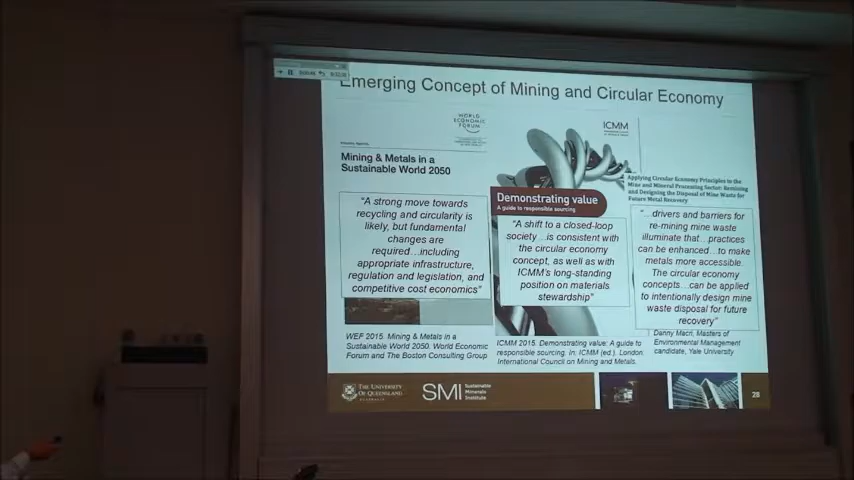 Emerging Concept of Mining and Circular Economy
WORLD
ECONOMIC
FORUM
Mining & Metals in a
Sustainable World 2050
"A strong move towards
recycling and circularity is
likely, but fundamental
changes are
required…including
appropriate infrastructure,
regulation and legislation, and
competitive cost economics"
WEF 2015 Mining & Metals in a
Sustainable World 2050. World Economic
Forum and The Boston Consulting Group
ICMM
Demonstrating value
A guide to responsible sourcing
"A shift to a closed-loop
society…is consistent with
the circular economy
concept, as well as with
ICMM's long-standing
position on materials
stewardship"
ICMM 2015. Demonstrating value: A guide to
responsible sourcing. In: ICMM (ed.). London:
International Council on Mining and Metals.
Applying Circular Economy Principles to the
Mine and Mineral Processing Sector: Remining
and Designing the Disposal of Mine Waste for
Future Metal Recovery
"…drivers and barriers for
re-mining mine waste
illuminate that…practices
can be enhanced…to make
metals more accessible.
The circular economy
concepts…can be applied
to intentionally design mine
waste disposal for future
recovery"
Danny Macri, Masters of
Environmental Management
candidate, Yale University
THE UNIVERSITY
OF QUEENSLAND
AUSTRALIA
SMI
Sustainable
Minerals
Institute
28